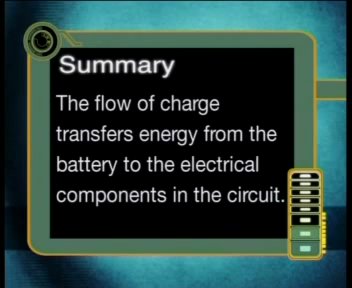 Summary
The flow of charge
transfers energy from the
battery to the electrical
components in the circuit.